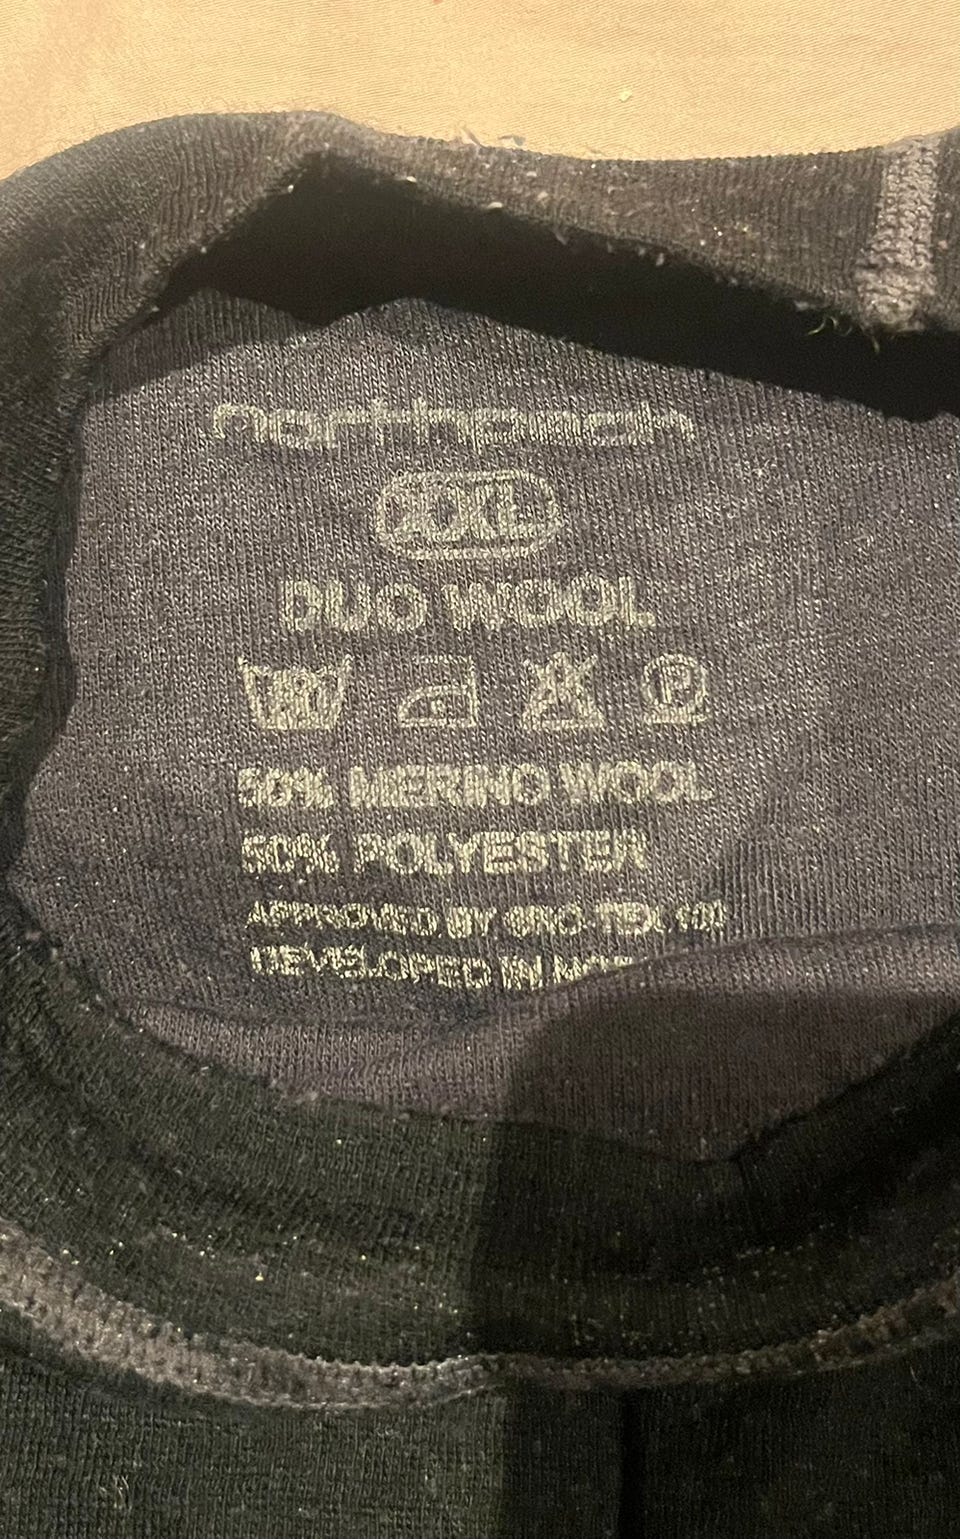 northpeak
XXL
DUO WOOL
P
50% MERINO WOOL
50% POLYESTER
APPROVED BY
DEVELOPED IN